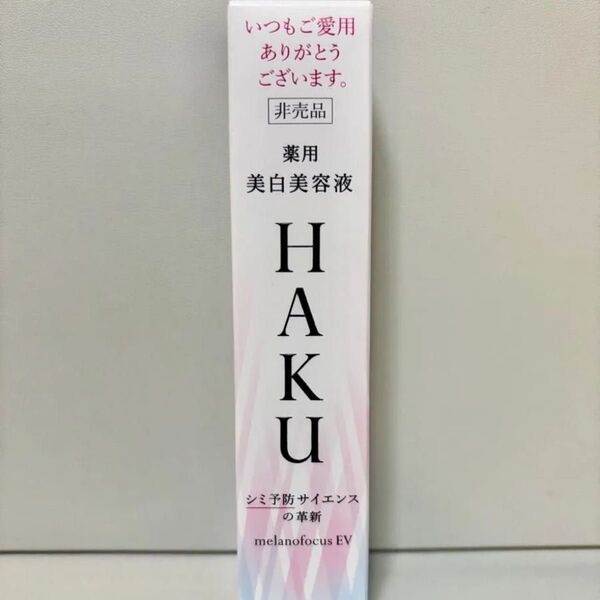 いつもご愛用
ありがとう
ございます。
非売品
薬用
美白美容液
HAKU
シミ予防サイエンス
の革新
melanofocus EV